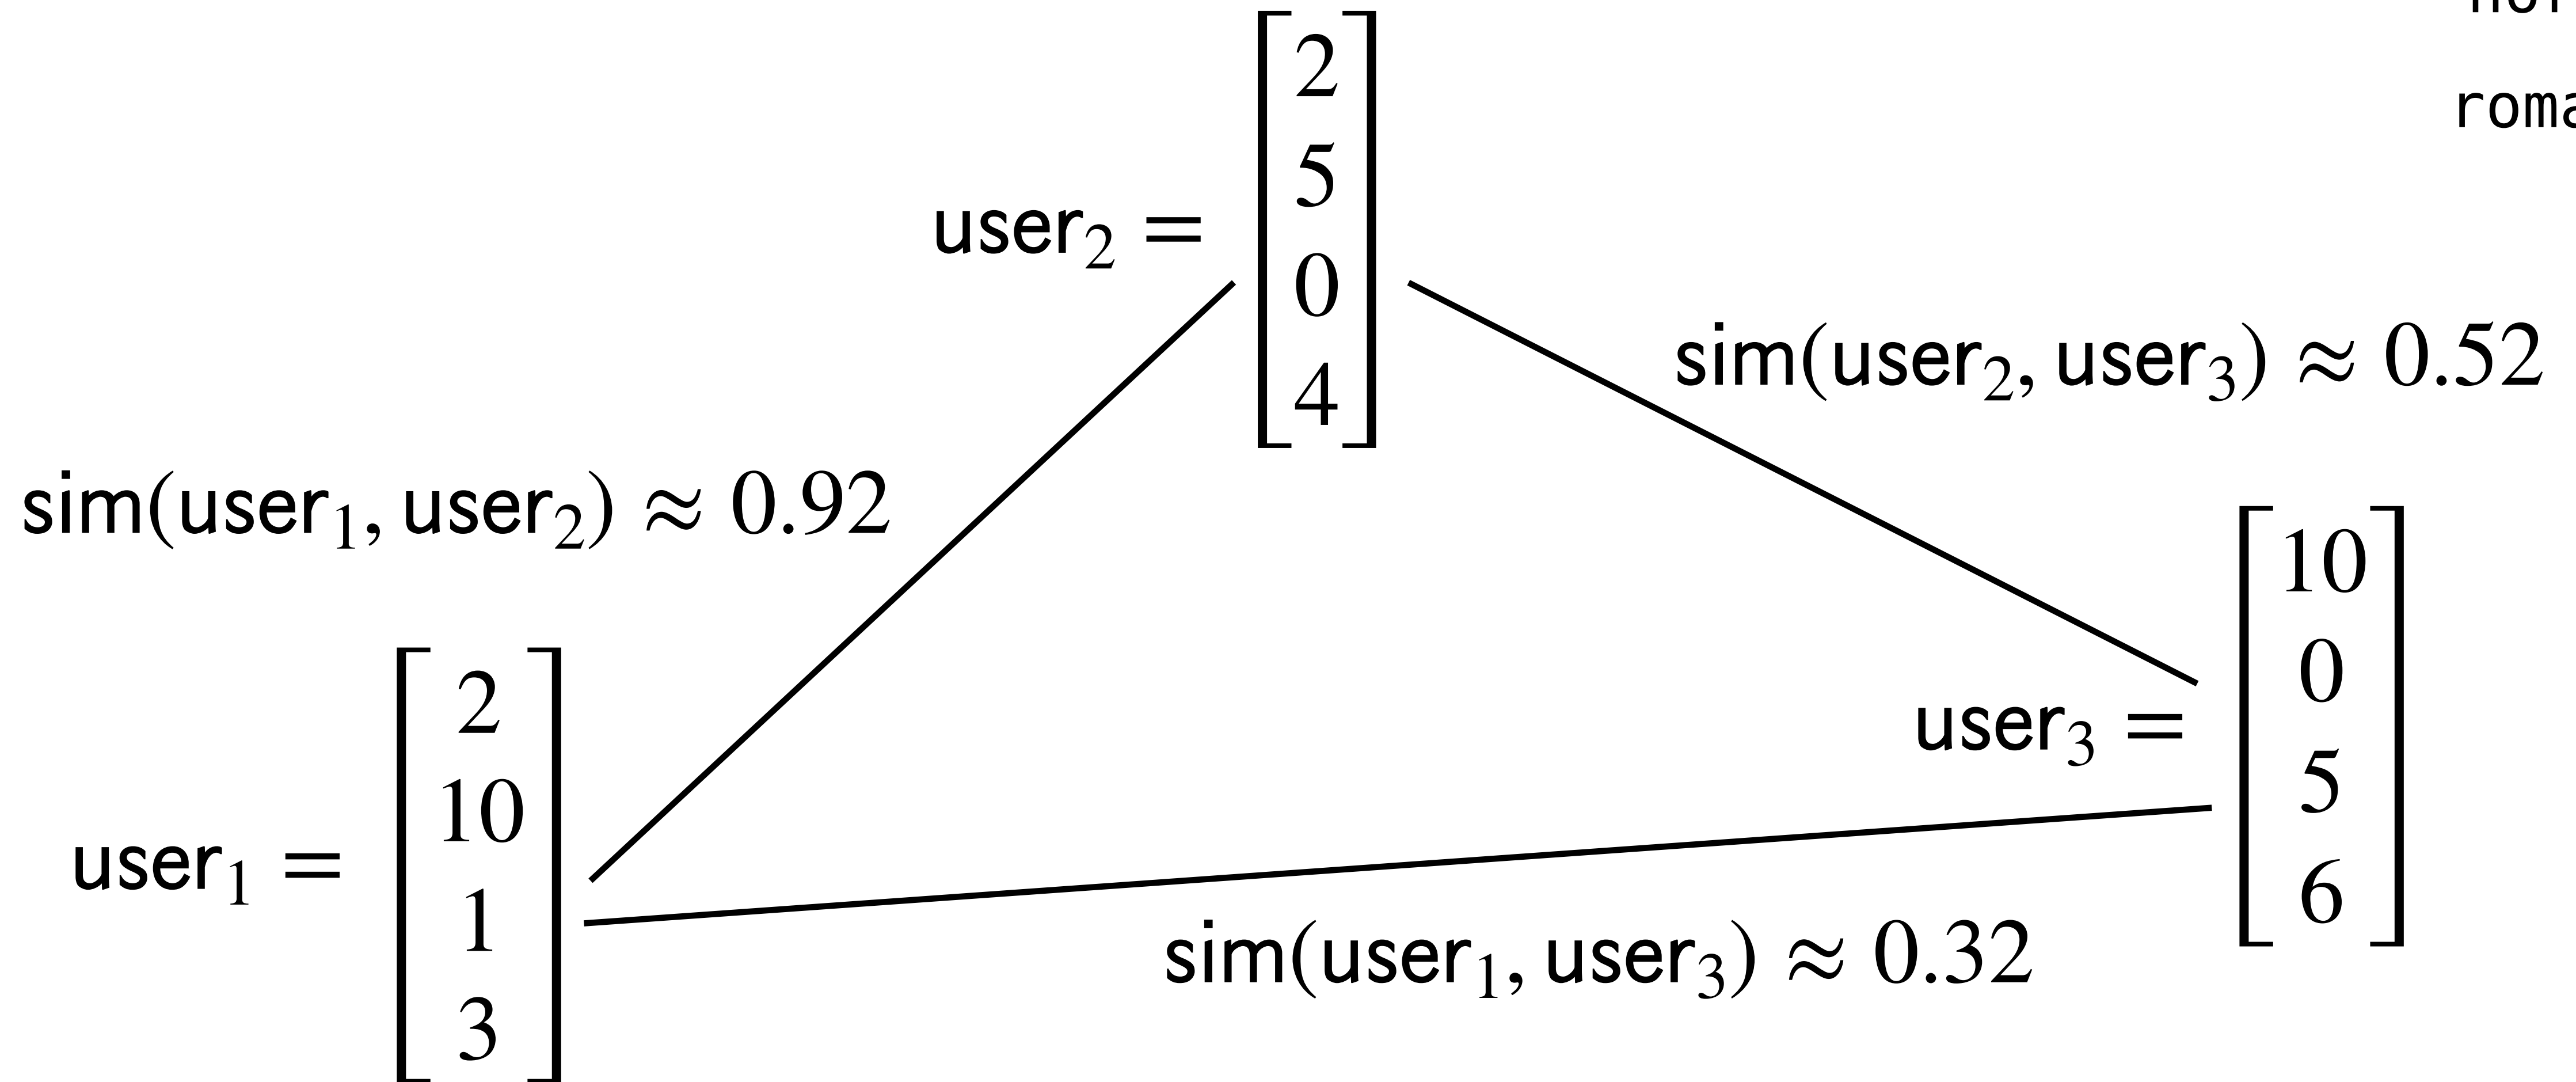 user₂ = [2 5 0 4]
sim(user₂, user₃) ≈ 0.52
sim(user₁, user₂) ≈ 0.92
user₃ = [10 0 5 6]
user₁ = [2 10 1 3]
sim(user₁, user₃) ≈ 0.32